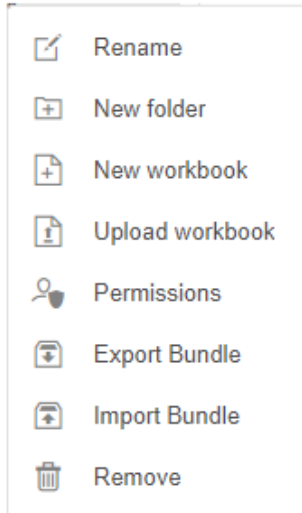 Rename
New folder
New workbook
Upload workbook
Permissions
Export Bundle
Import Bundle
Remove